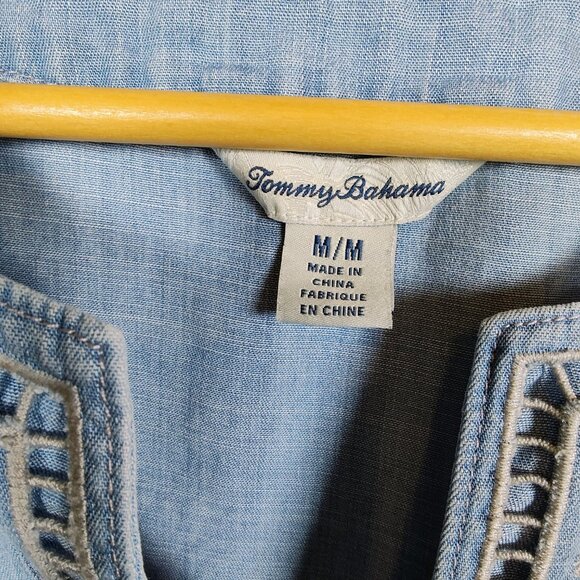 Tommy Bahama
M/M
MADE IN
CHINA
FABRIQUE
EN CHINE